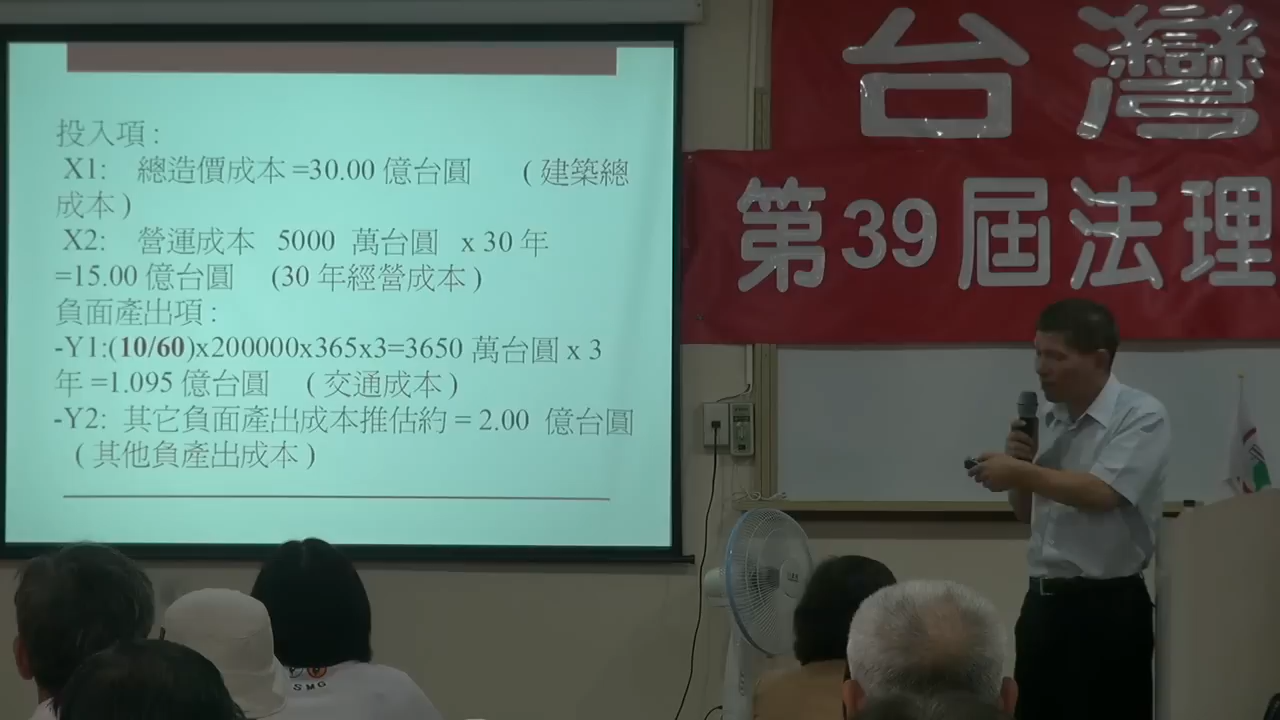 投入項 :
X1: 總造價成本 =30.00 億台圓 ( 建築總
成本 )
X2: 營運成本 5000 萬台圓 x 30 年
=15.00 億台圓 (30 年經營成本 )
負面產出項 :
-Y1:(10/60)x200000x365x3=3650 萬台圓 x 3
年 =1.095 億台圓 ( 交通成本 )
-Y2: 其它負面產出成本推估約 = 2.00 億台圓
( 其他負產出成本 )
台灣
第39屆法理
SMG